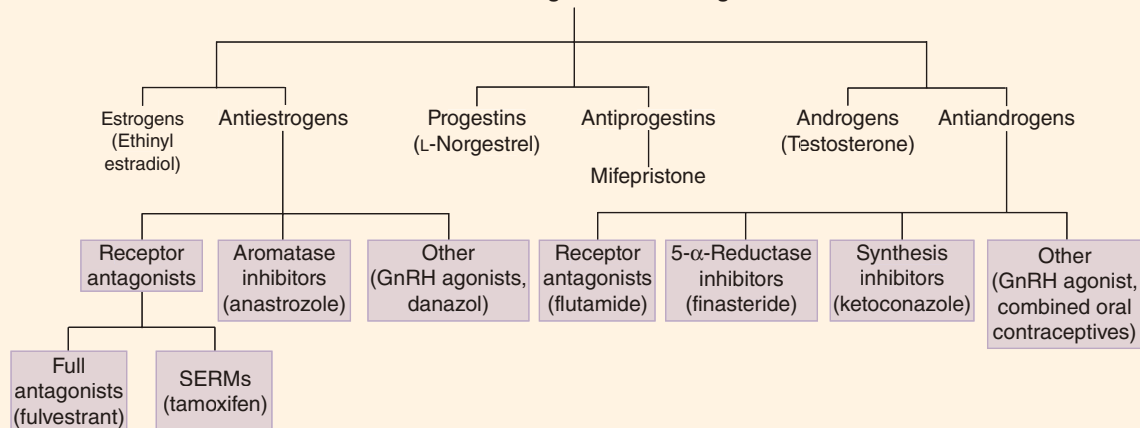 Estrogens
(Ethinyl
estradiol)
Antiestrogens
Progestins
(L-Norgestrel)
Antiprogestins
Mifepristone
Androgens
(Testosterone)
Antiandrogens
Receptor
antagonists
Aromatase
inhibitors
(anastrozole)
Other
(GnRH agonists,
danazol)
Receptor
antagonists
(flutamide)
5-α-Reductase
inhibitors
(finasteride)
Synthesis
inhibitors
(ketoconazole)
Other
(GnRH agonist,
combined oral
contraceptives)
Full
antagonists
(fulvestrant)
SERMs
(tamoxifen)